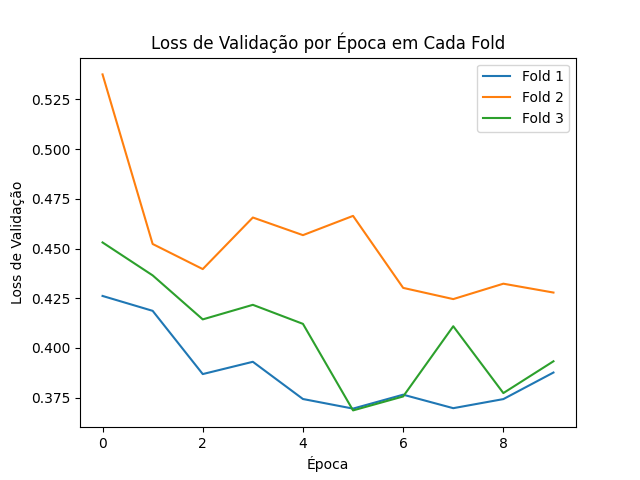 Loss de Validação por Época em Cada Fold
Fold 1
Fold 2
Fold 3
0.525
0.500
0.475
0.450
0.425
0.400
0.375
Loss de Validação
0 2 4 6 8
Época